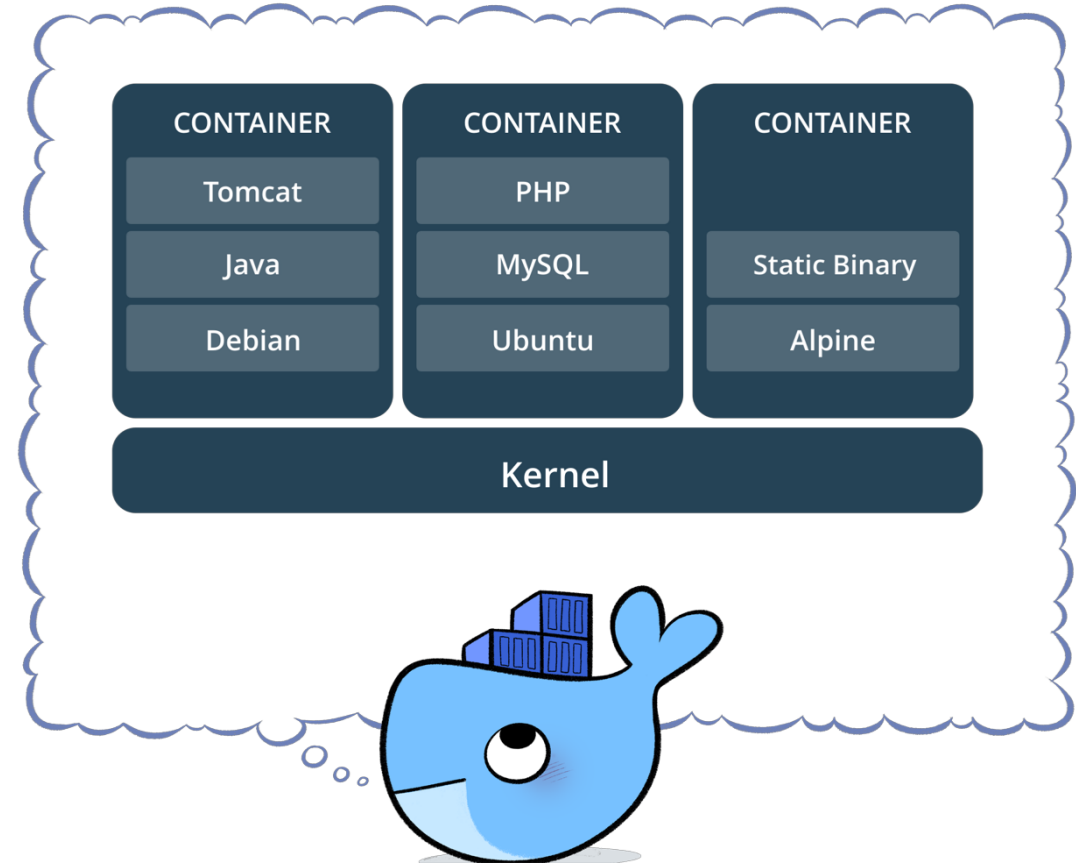 CONTAINER
Tomcat
Java
Debian
CONTAINER
PHP
MySQL
Ubuntu
CONTAINER
Static Binary
Alpine
Kernel